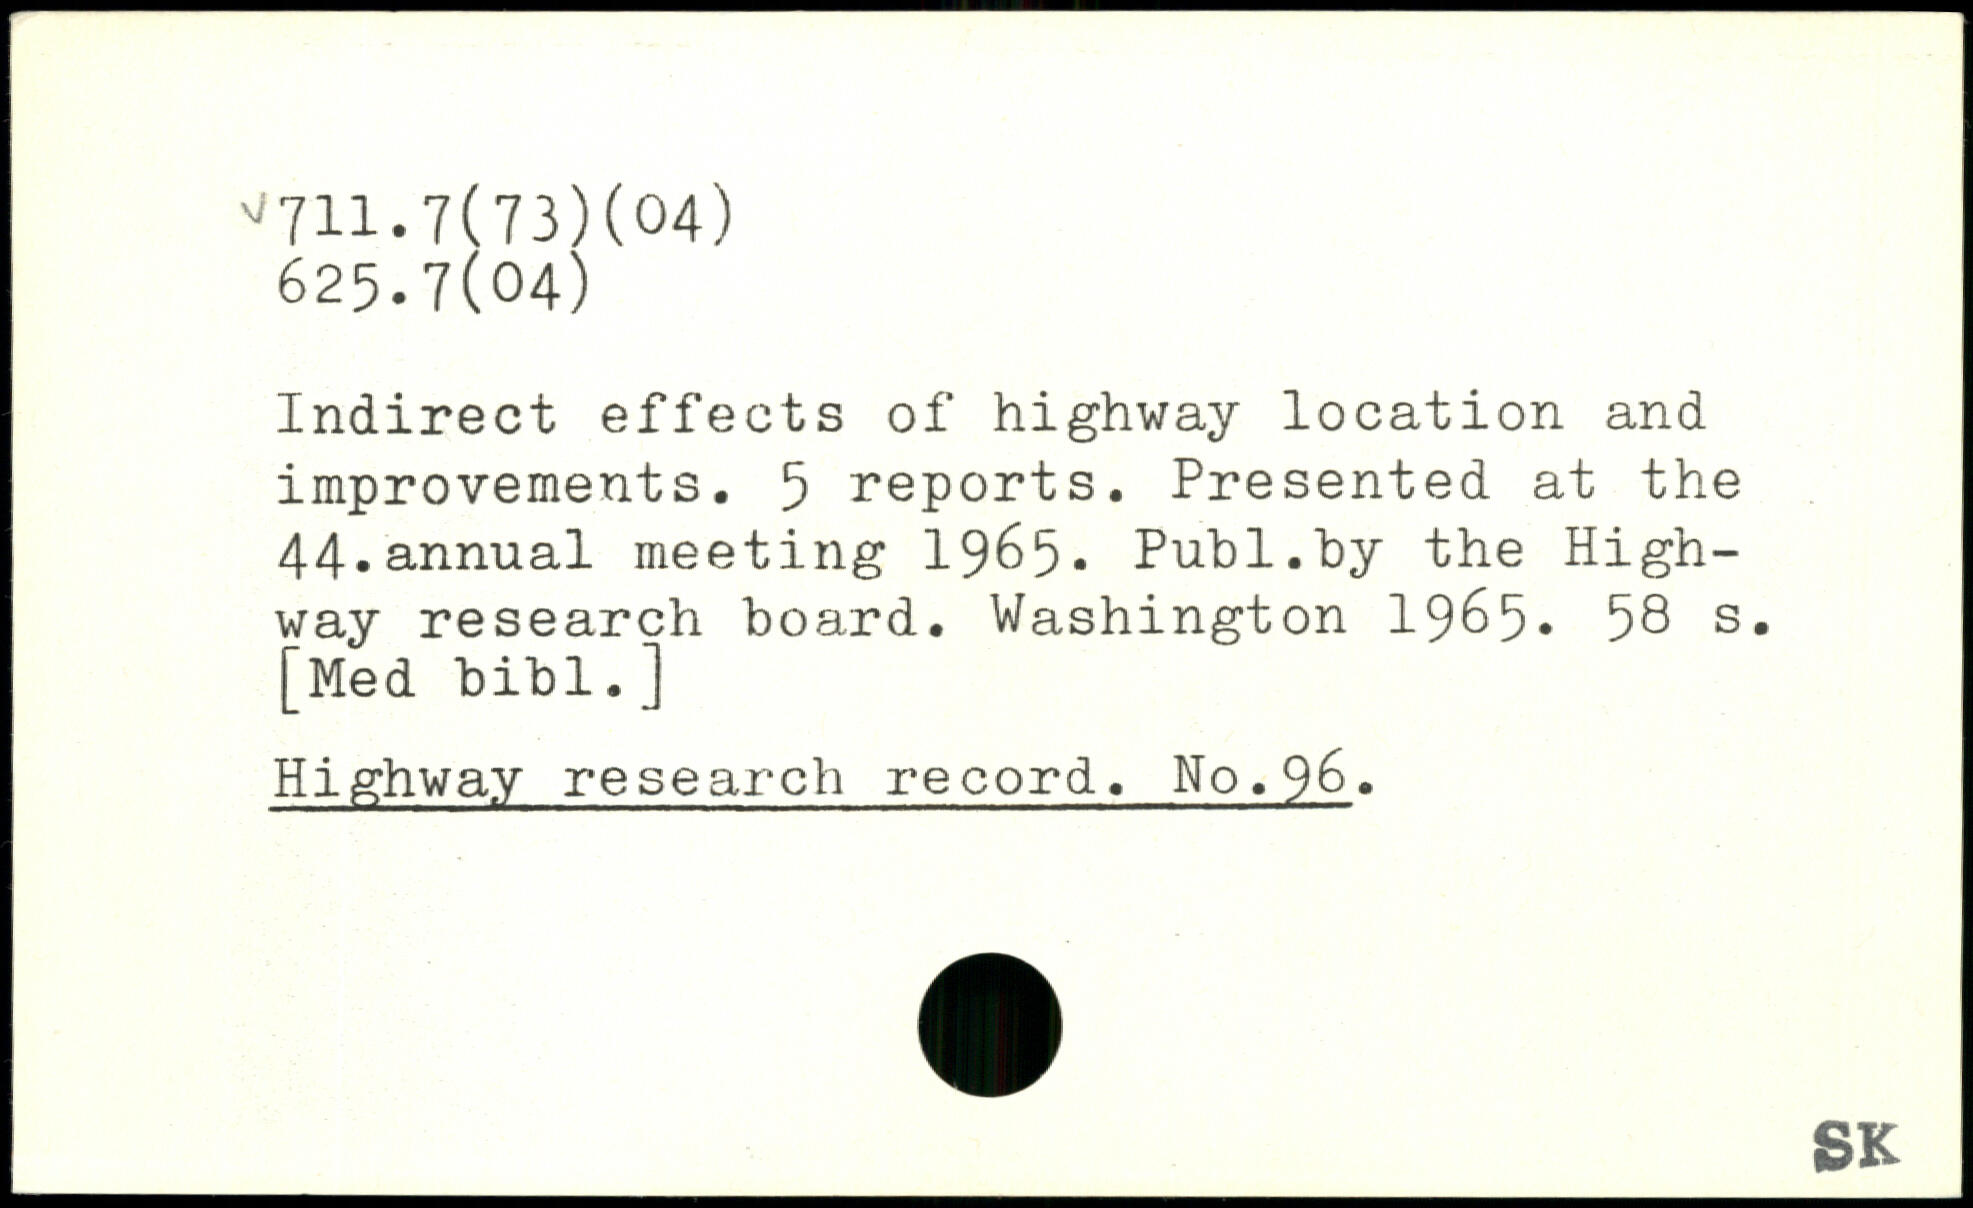 ✓711.7(73)(04)
625.7(04)
Indirect effects of highway location and
improvements. 5 reports. Presented at the
44.annual meeting 1965. Publ.by the High-
way research board. Washington 1965. 58 s.
[Med bibl.]
Highway research record. No.96.
SK